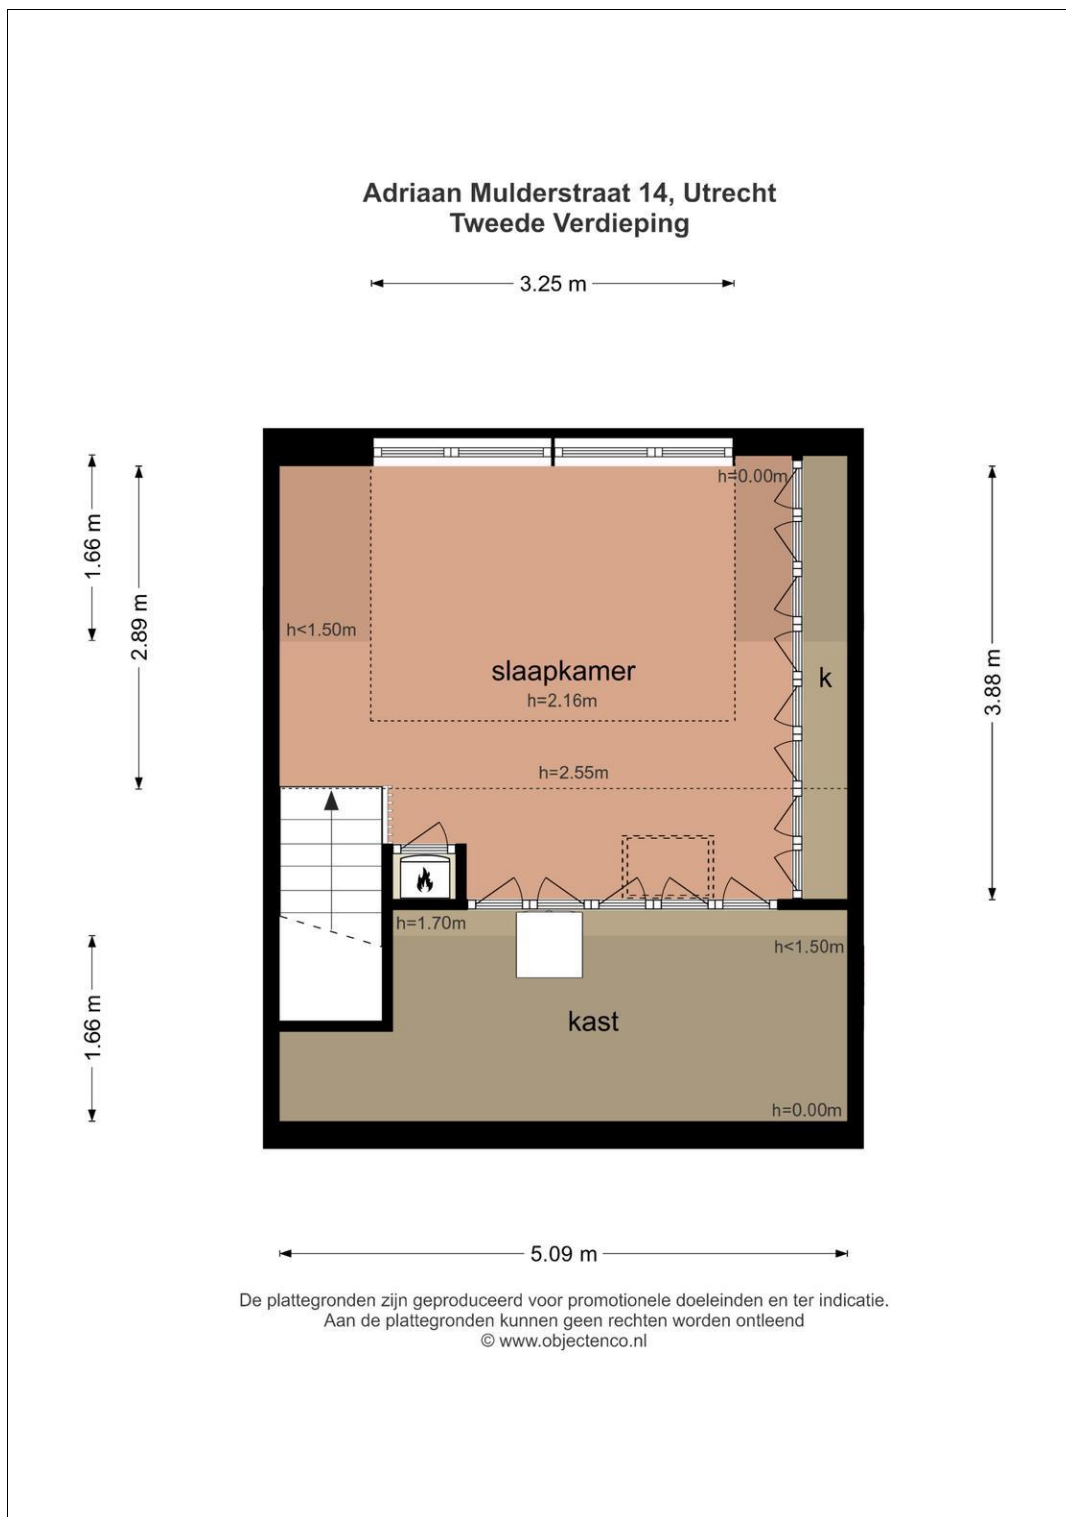 Adriaan Mulderstraat 14, Utrecht
Tweede Verdieping
3.25 m
h=0.00m
1.66 m
2.89 m
h<1.50m
slaapkamer
h=2.16m
k
3.88 m
h=2.55m
h=1.70m
h<1.50m
kast
1.66 m
h=0.00m
5.09 m
De plattegronden zijn geproduceerd voor promotionele doeleinden en ter indicatie.
Aan de plattegronden kunnen geen rechten worden ontleend
© www.objectenco.nl